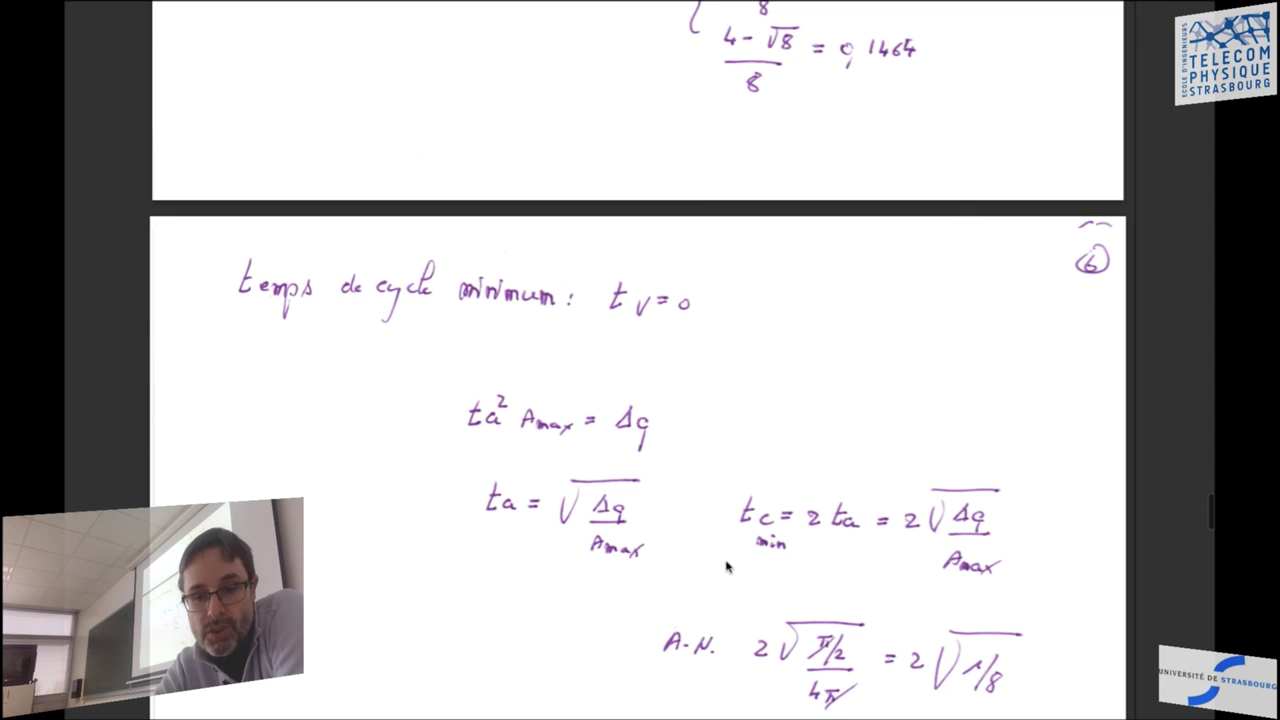 8
4 - √8 = 0,1464
8
ECOLE D'INGENIEURS
TELECOM
PHYSIQUE
STRASBOURG
6
temps de cycle minimum : tv = 0
ta² Amax = Δq
ta = √(Δq/Amax)
tc min = 2 ta = 2√(Δq/Amax)
A.N. 2√((π/2)/(4π)) = 2√(1/8)
UNIVERSITÉ DE STRASBOURG